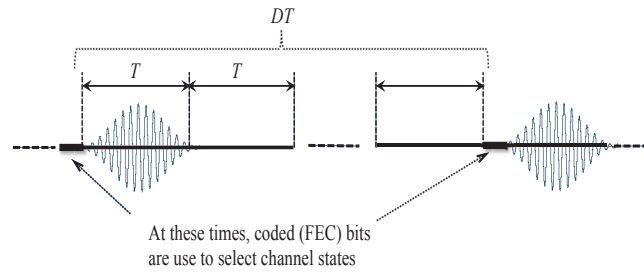 DT
T
T
At these times, coded (FEC) bits
are use to select channel states